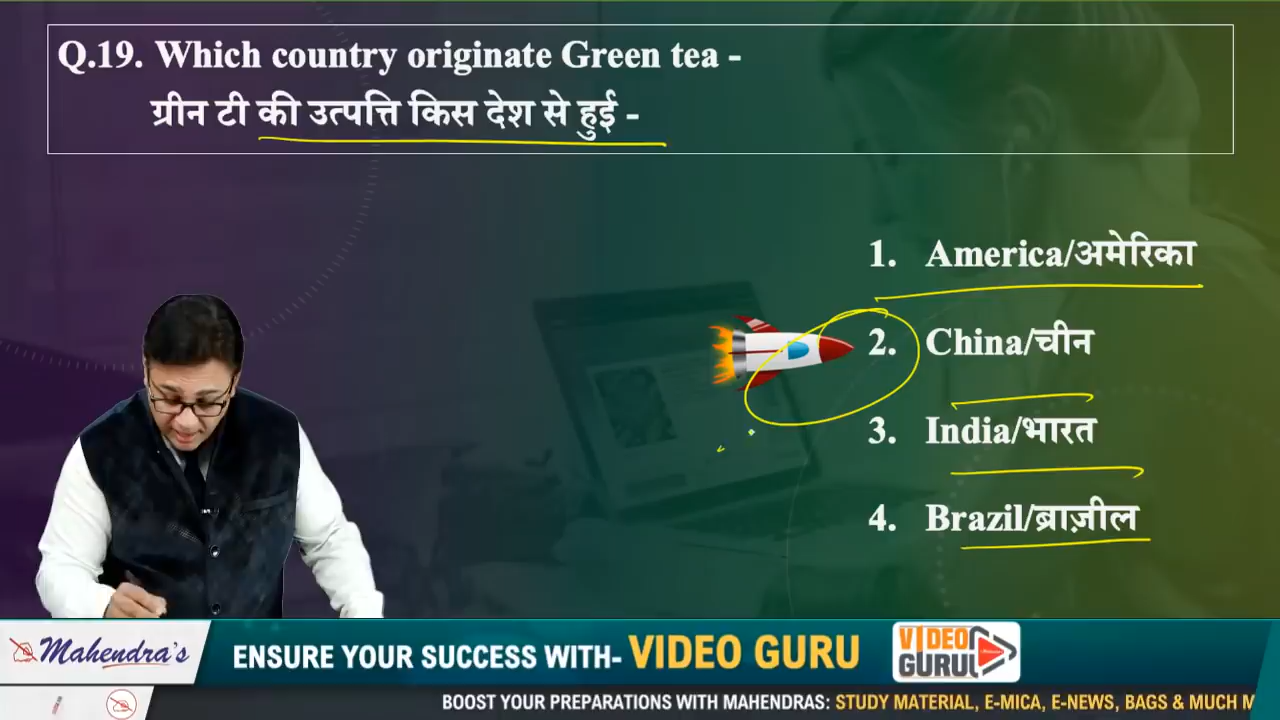 Q.19. Which country originate Green tea -
ग्रीन टी की उत्पत्ति किस देश से हुई -
1. America/अमेरिका
2. China/चीन
3. India/भारत
4. Brazil/ब्राज़ील
Mahendra's
ENSURE YOUR SUCCESS WITH- VIDEO GURU
VIDEO
GURU
BOOST YOUR PREPARATIONS WITH MAHENDRAS: STUDY MATERIAL, E-MICA, E-NEWS, BAGS & MUCH M